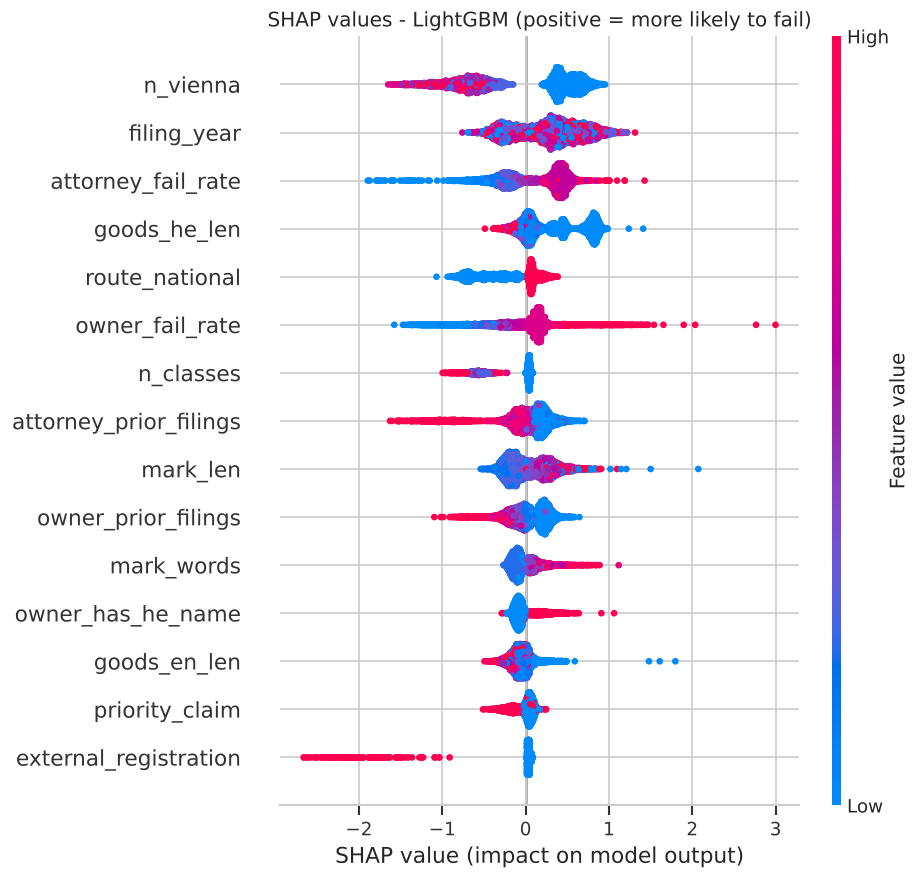 SHAP values - LightGBM (positive = more likely to fail)
High
n_vienna
filing_year
attorney_fail_rate
goods_he_len
route_national
owner_fail_rate
n_classes
attorney_prior_filings
mark_len
owner_prior_filings
mark_words
owner_has_he_name
goods_en_len
priority_claim
external_registration
Feature value
Low
−2 −1 0 1 2 3
SHAP value (impact on model output)